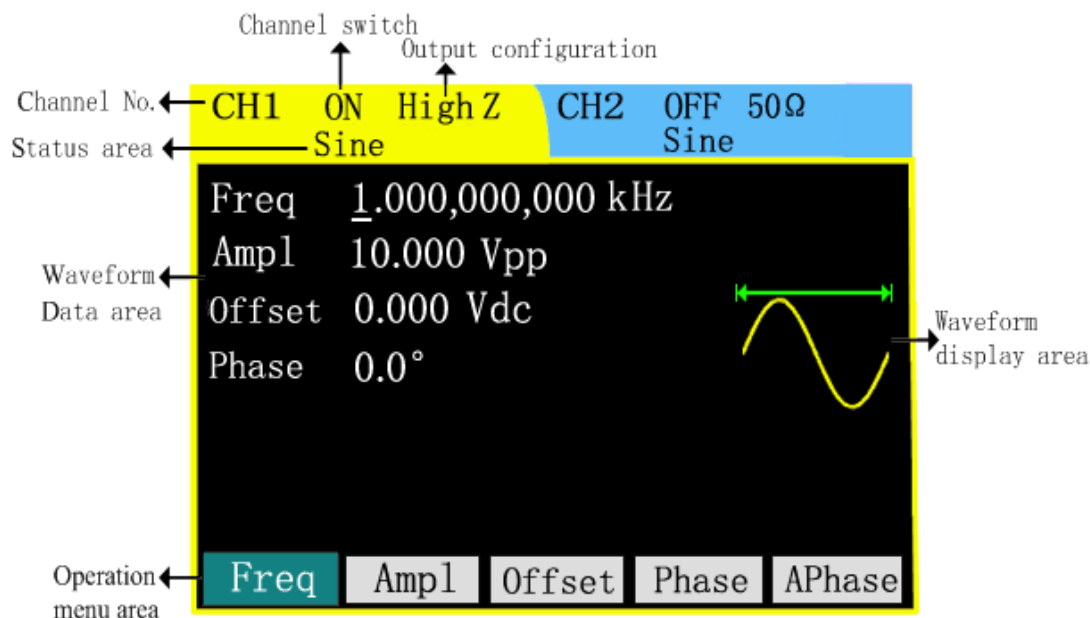 Channel switch
Output configuration
Channel No.
CH1 ON High Z
CH2 OFF 50Ω
Status area
Sine
Sine
Freq 1.000,000,000 kHz
Ampl 10.000 Vpp
Waveform
Data area
Offset 0.000 Vdc
Phase 0.0°
Waveform
display area
Operation
menu area
Freq Ampl Offset Phase APhase